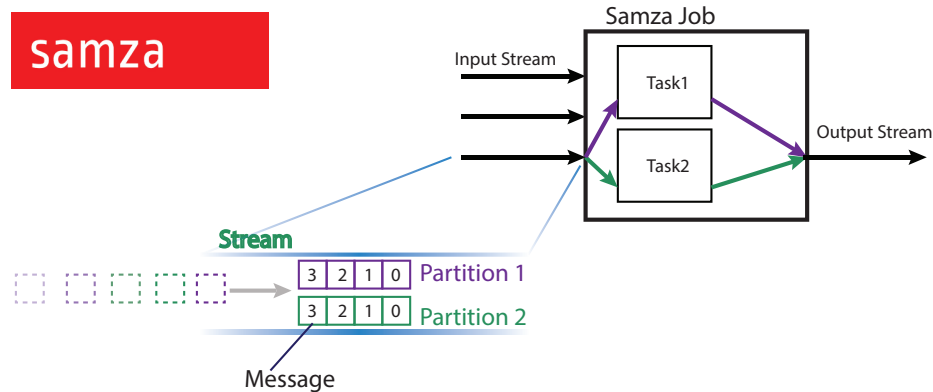 samza
Samza Job
Input Stream
Task1
Output Stream
Task2
Stream
3 2 1 0 Partition 1
3 2 1 0 Partition 2
Message